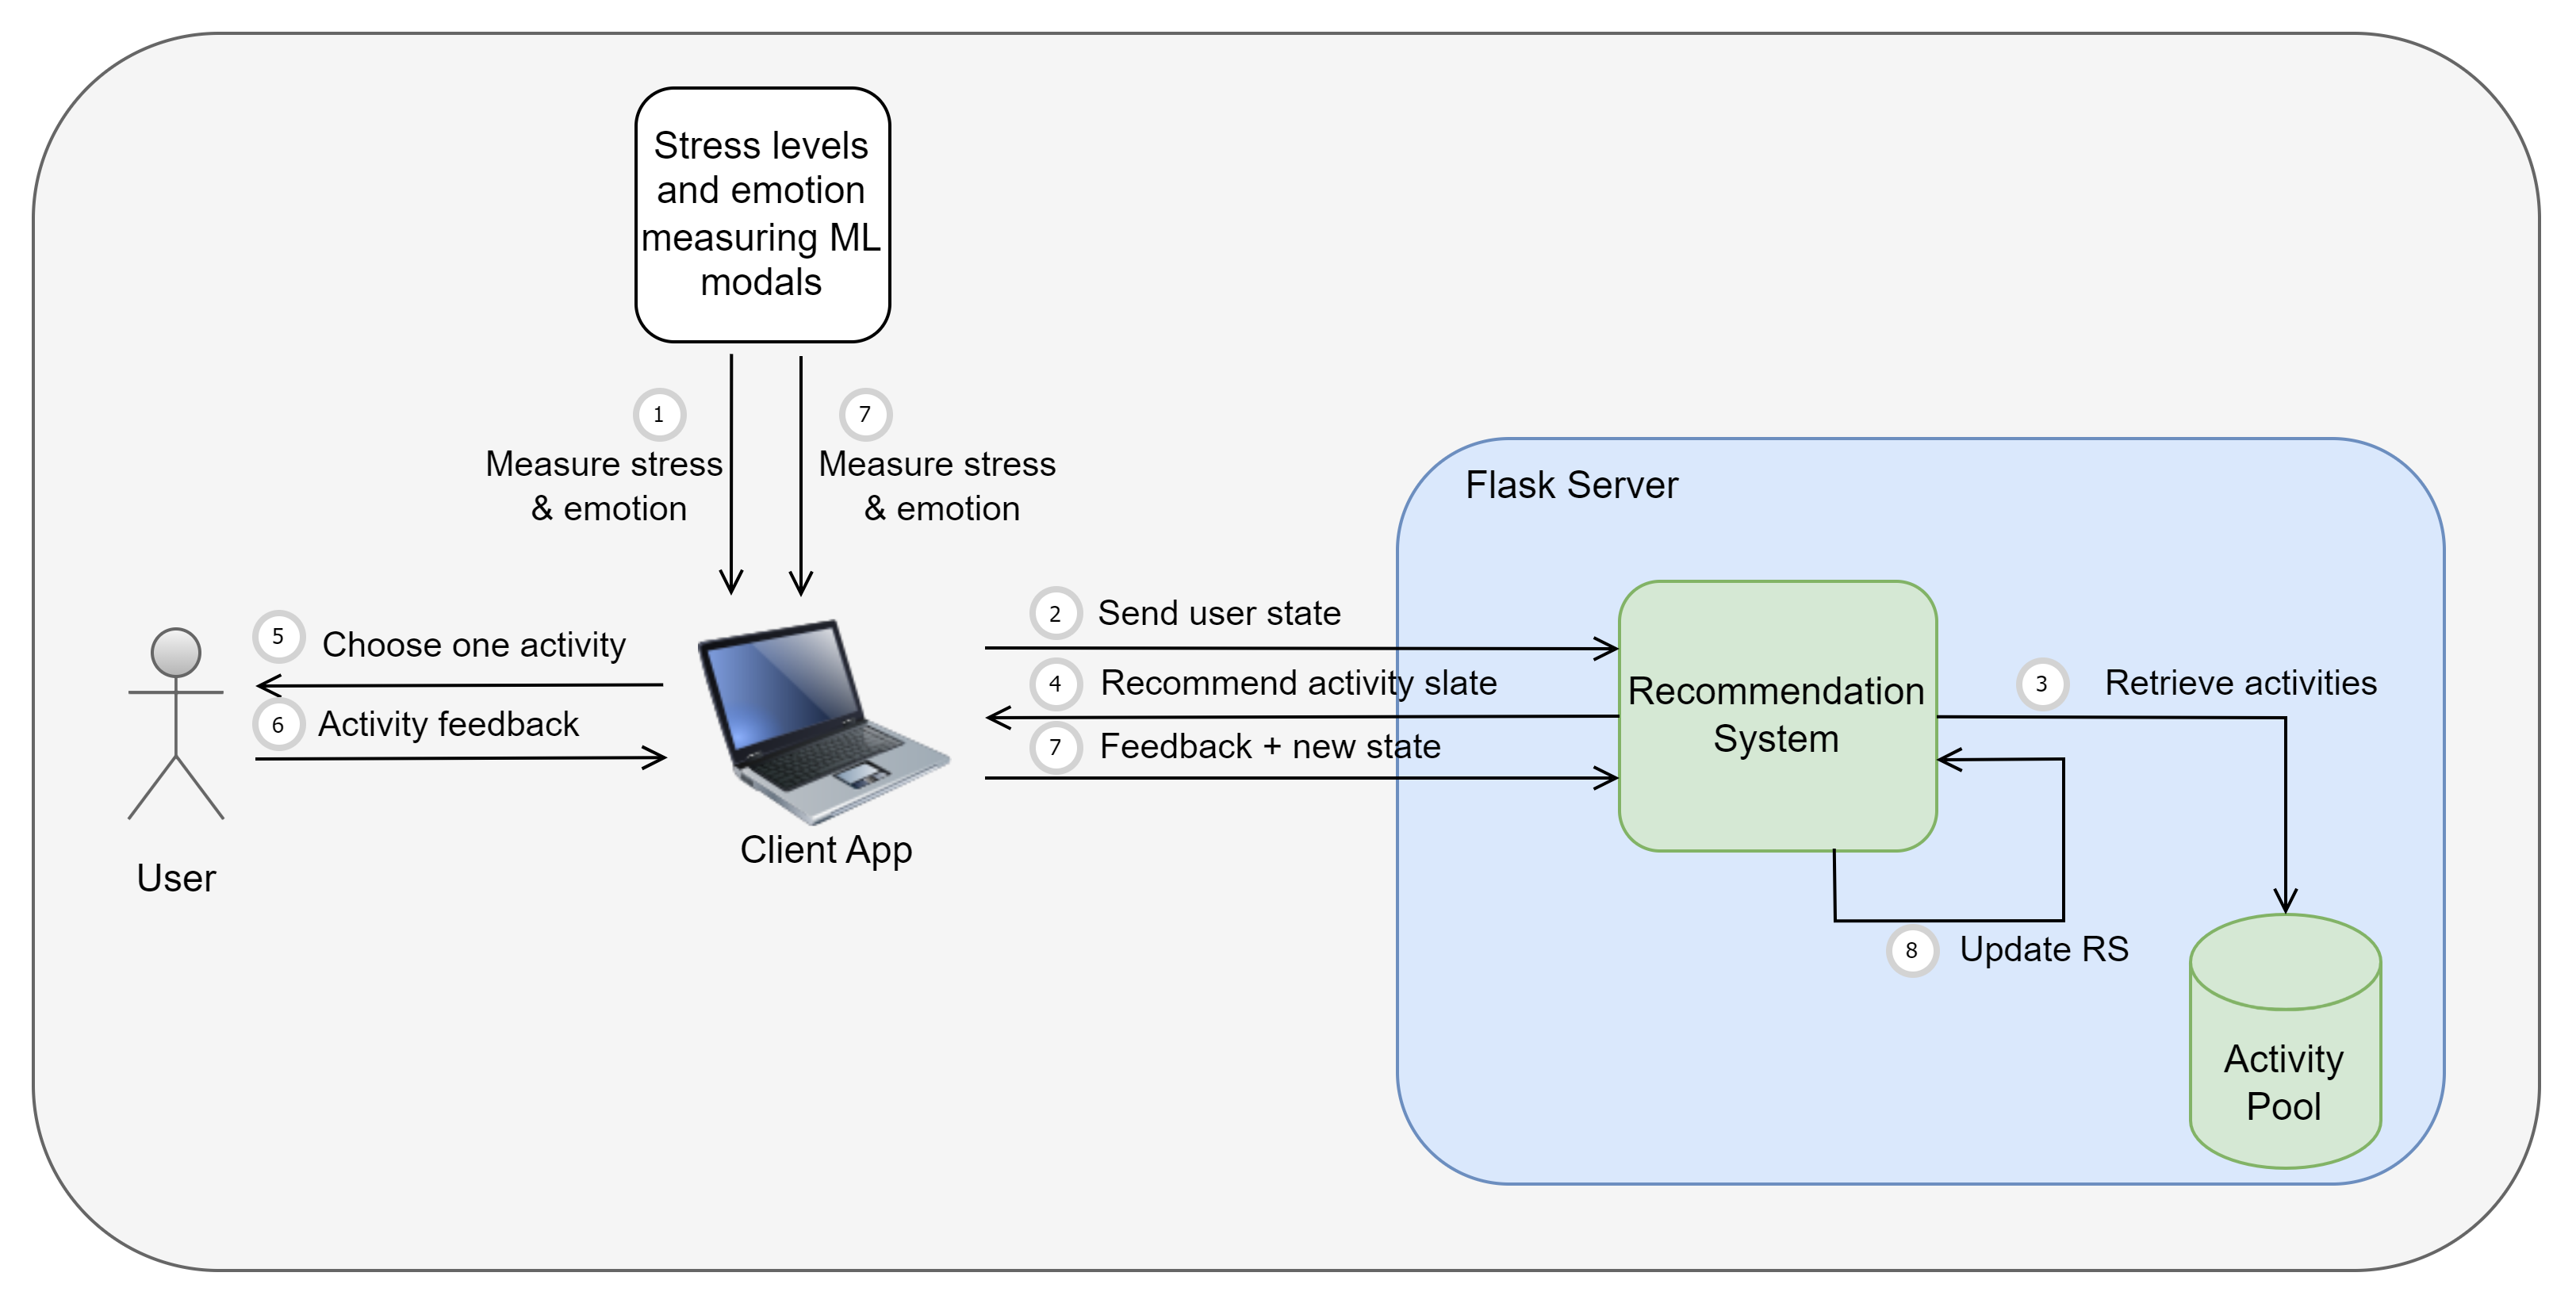 Stress levels
and emotion
measuring ML
modals
1
7
Measure stress
& emotion
Measure stress
& emotion
Flask Server
2
Send user state
5
Choose one activity
4
Recommend activity slate
Recommendation
System
3
Retrieve activities
6
Activity feedback
7
Feedback + new state
Client App
User
8
Update RS
Activity
Pool